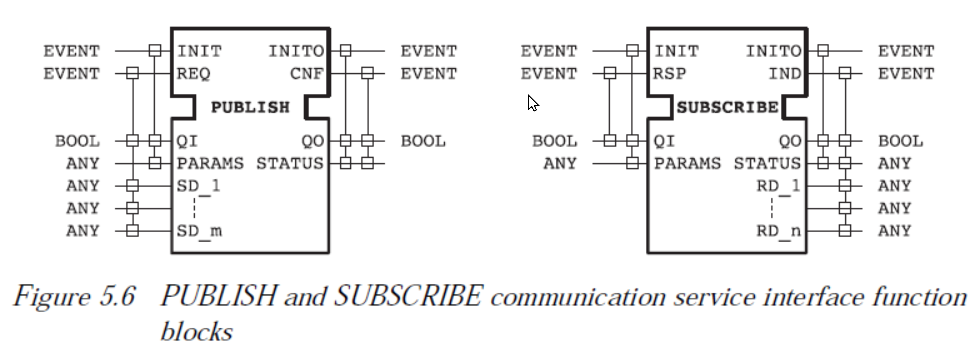 EVENT INIT INITO EVENT EVENT INIT INITO EVENT
EVENT REQ CNF EVENT EVENT RSP IND EVENT
PUBLISH SUBSCRIBE
BOOL QI QO BOOL BOOL QI QO BOOL
ANY PARAMS STATUS ANY PARAMS STATUS ANY
ANY SD_1 RD_1 ANY
ANY ANY
ANY SD_m RD_n ANY
Figure 5.6 PUBLISH and SUBSCRIBE communication service interface function
blocks